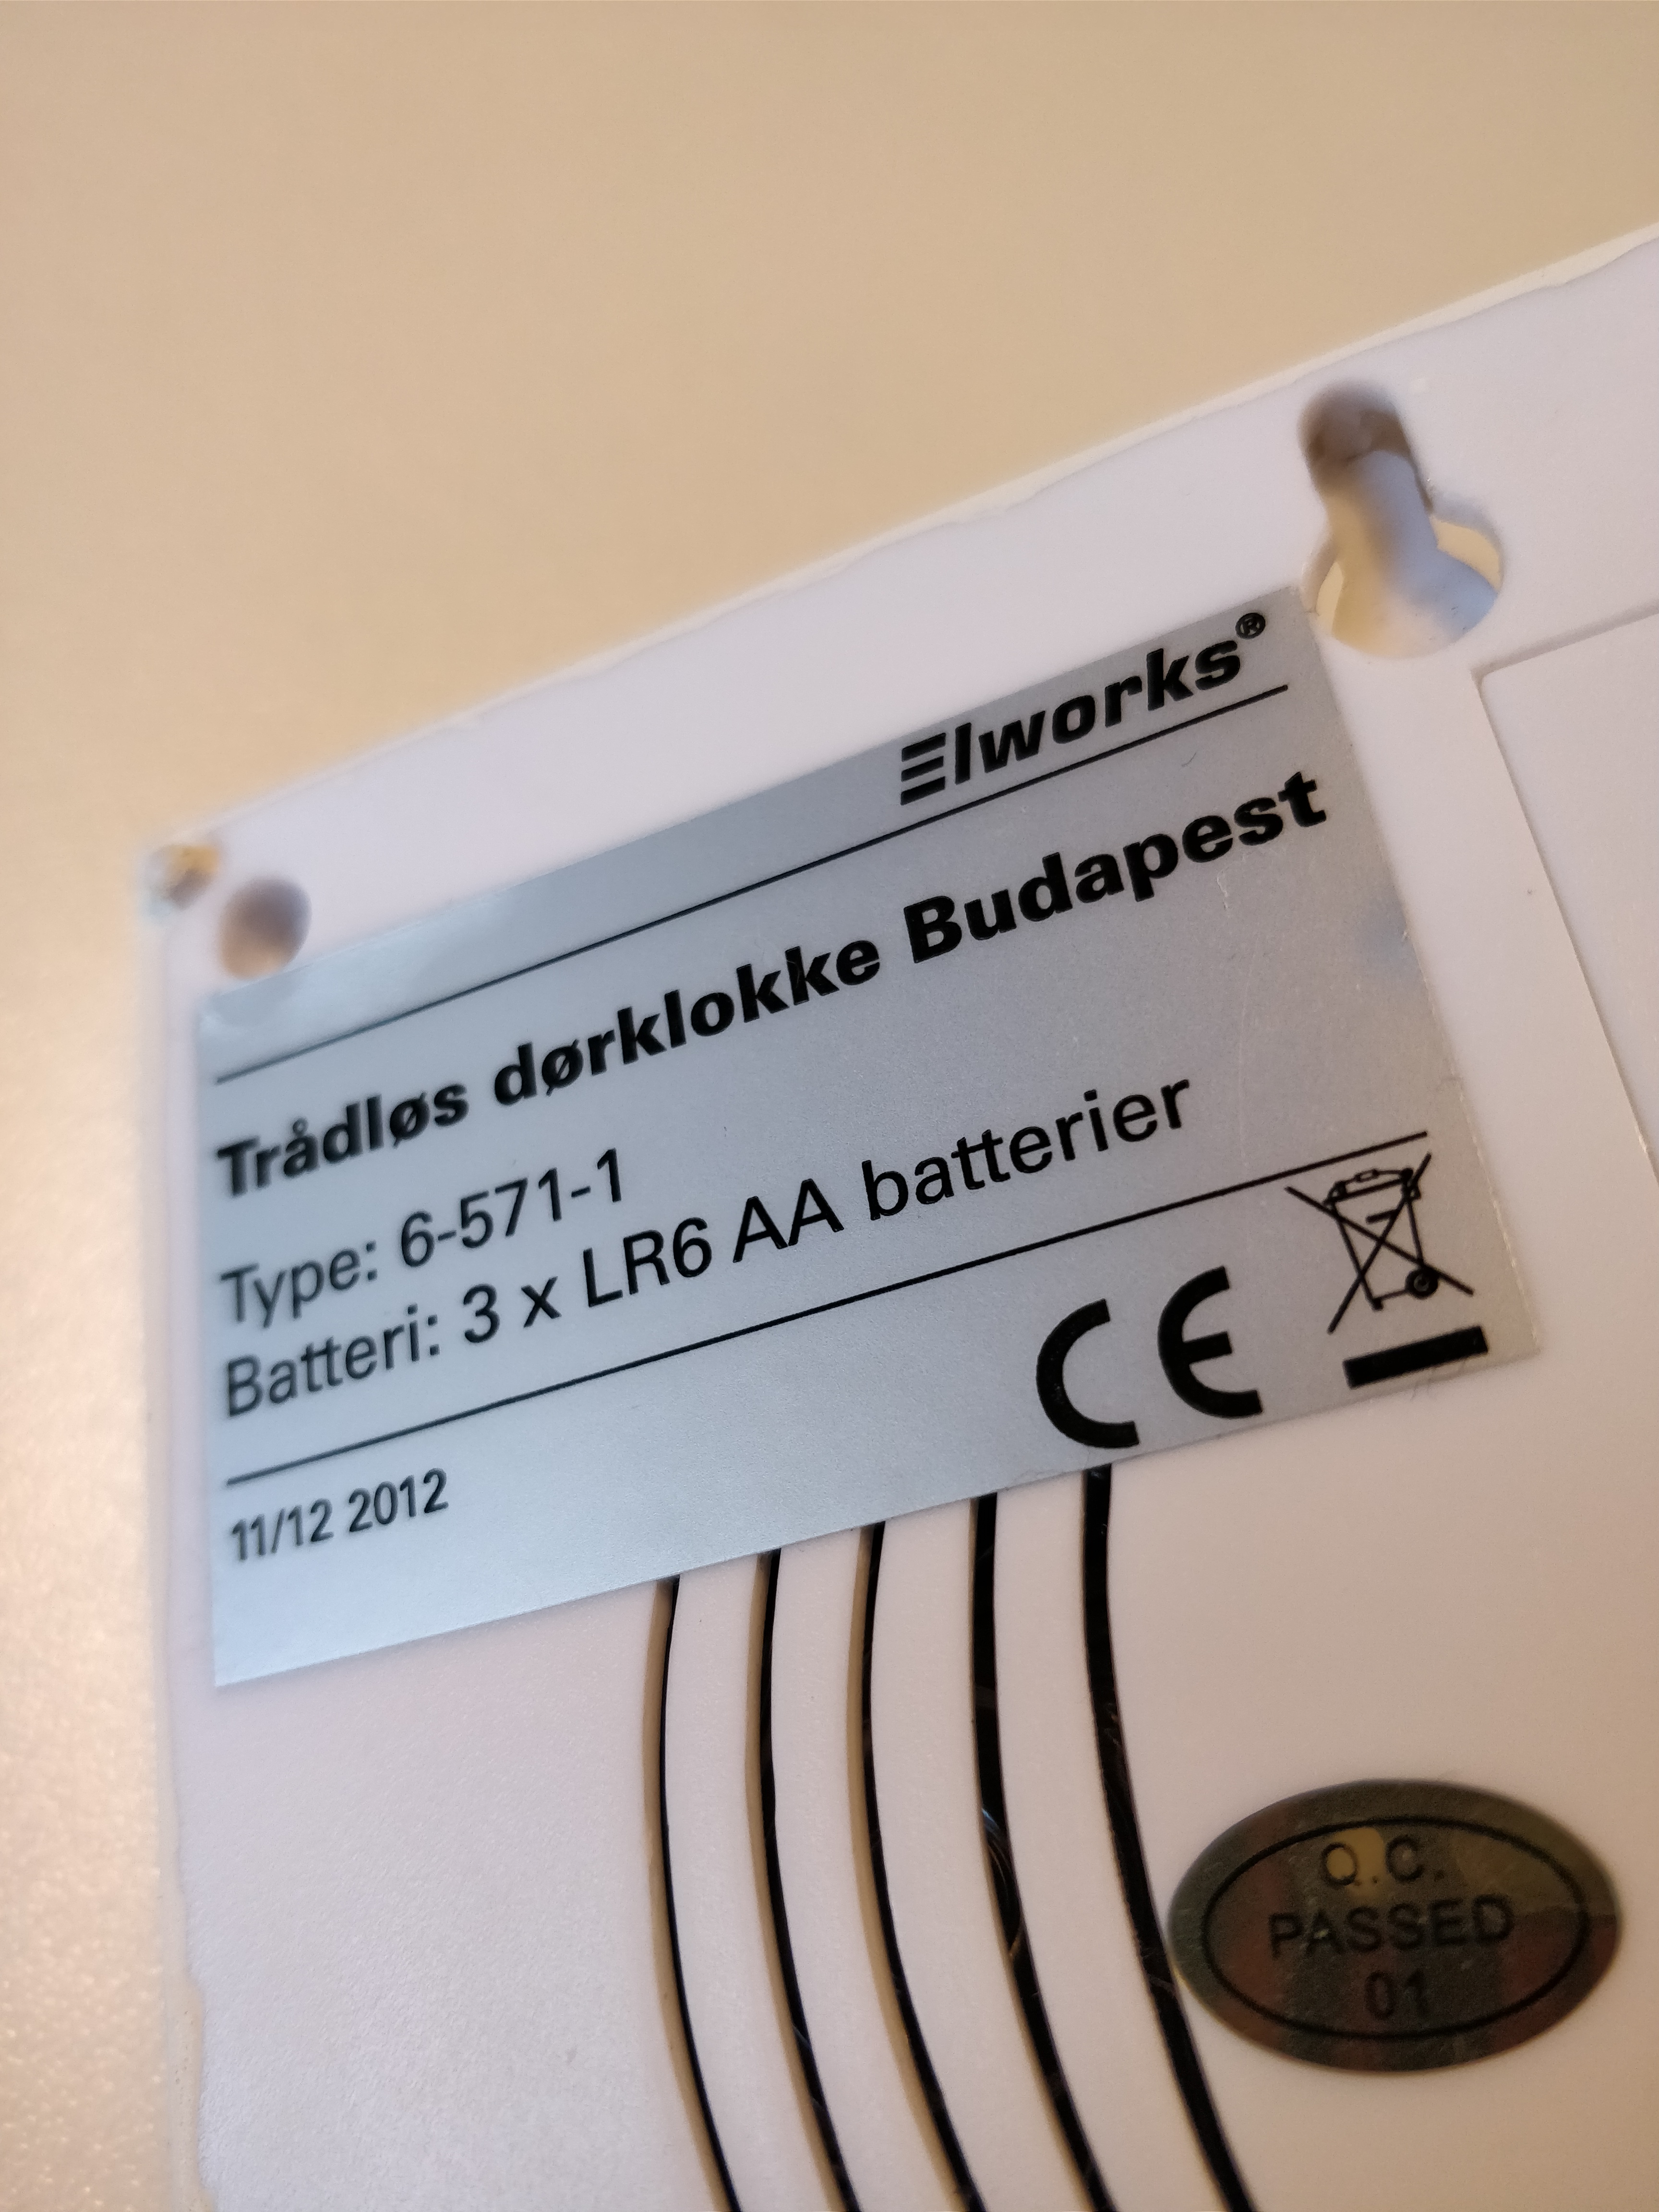 Elworks®
Trådløs dørklokke Budapest
Type: 6-571-1
Batteri: 3 x LR6 AA batterier
CE
11/12 2012
Q.C.
PASSED
01